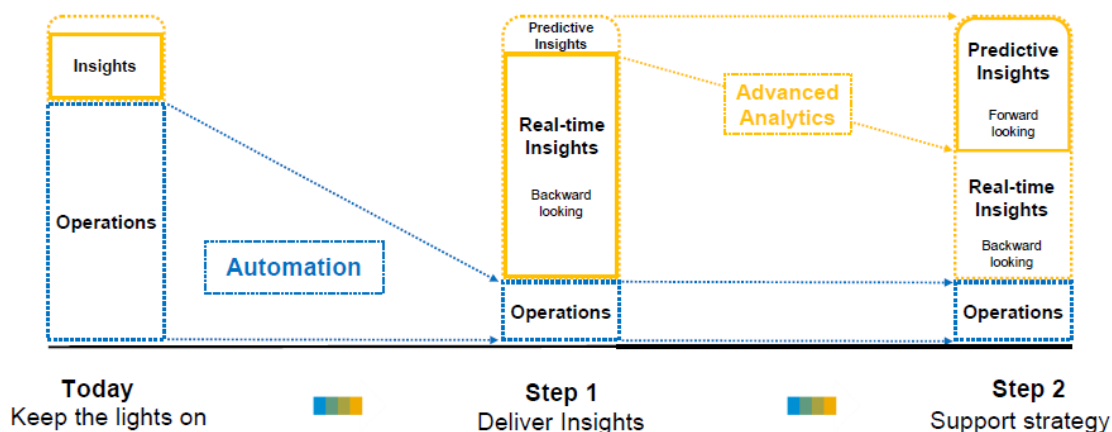 Insights
Operations
Automation
Predictive
Insights
Real-time
Insights
Backward
looking
Operations
Advanced
Analytics
Predictive
Insights
Forward
looking
Real-time
Insights
Backward
looking
Operations
Today
Keep the lights on
Step 1
Deliver Insights
Step 2
Support strategy